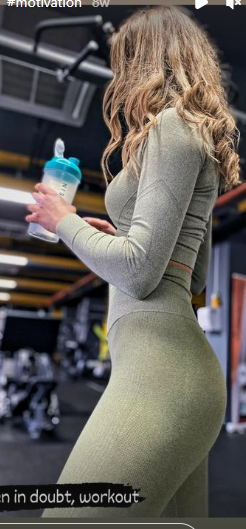 #motivation 8w
en in doubt, workout